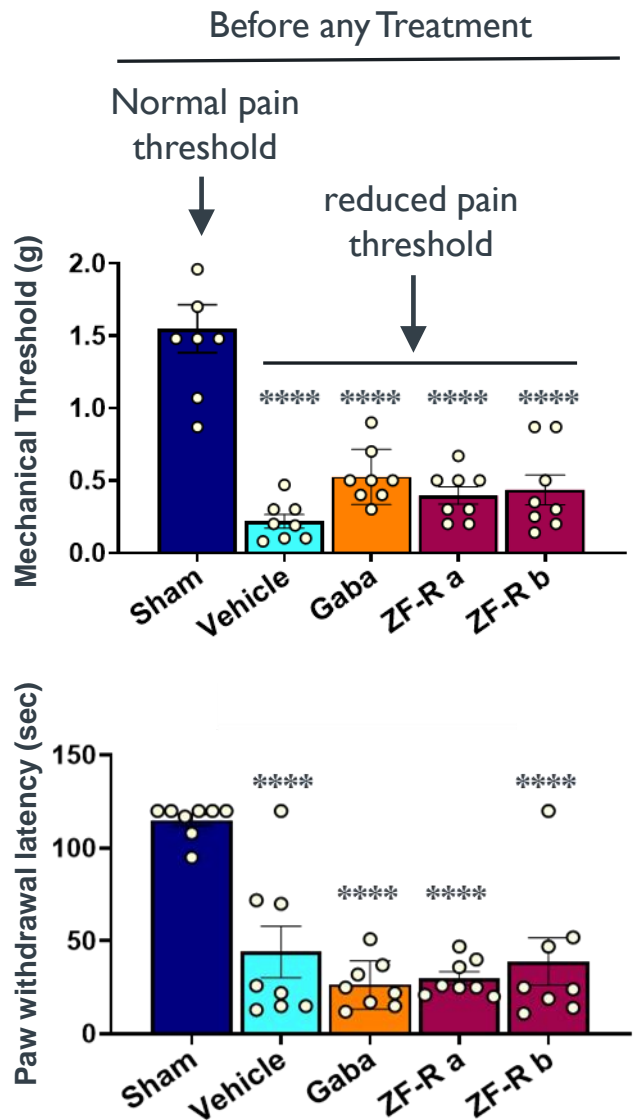 Before any Treatment
Normal pain
threshold
reduced pain
threshold
Mechanical Threshold (g)
2.0
1.5
1.0
0.5
0.0
**** **** **** ****
Sham Vehicle Gaba ZF-R a ZF-R b
Paw withdrawal latency (sec)
150
100
50
0
**** **** **** ****
Sham Vehicle Gaba ZF-R a ZF-R b